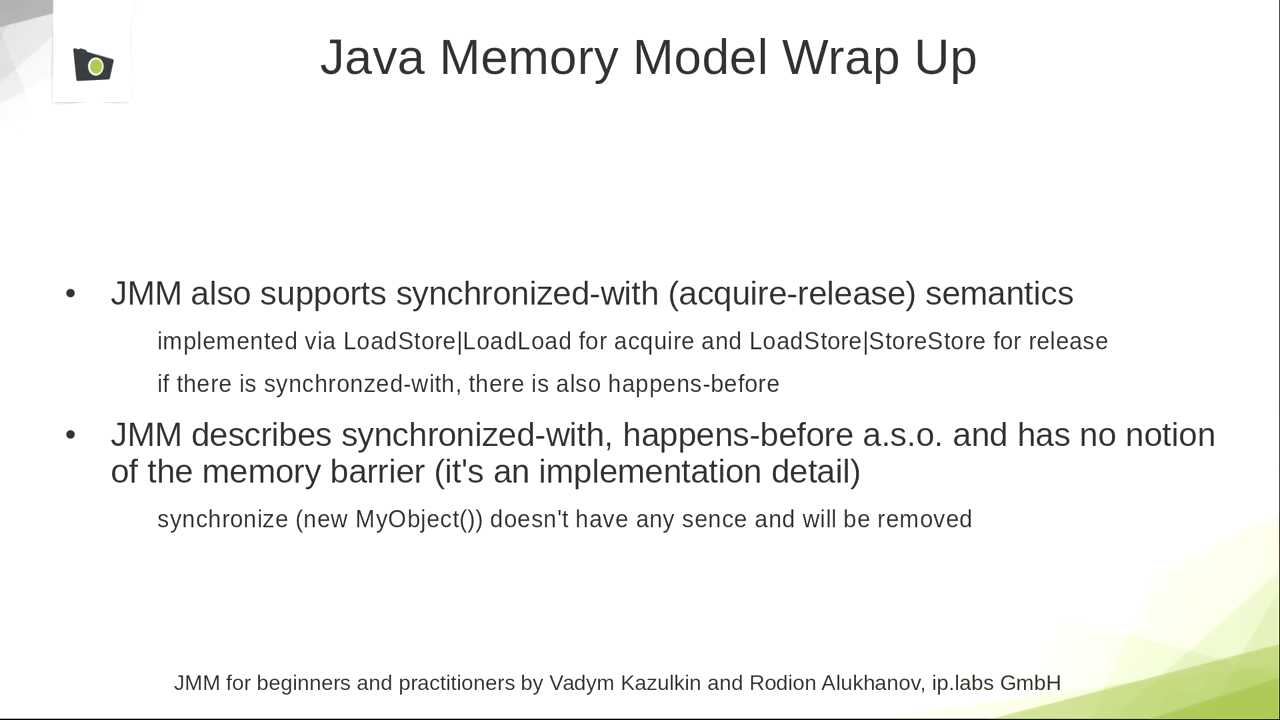 Java Memory Model Wrap Up
• JMM also supports synchronized-with (acquire-release) semantics
implemented via LoadStore|LoadLoad for acquire and LoadStore|StoreStore for release
if there is synchronzed-with, there is also happens-before
• JMM describes synchronized-with, happens-before a.s.o. and has no notion
of the memory barrier (it's an implementation detail)
synchronize (new MyObject()) doesn't have any sence and will be removed
JMM for beginners and practitioners by Vadym Kazulkin and Rodion Alukhanov, ip.labs GmbH